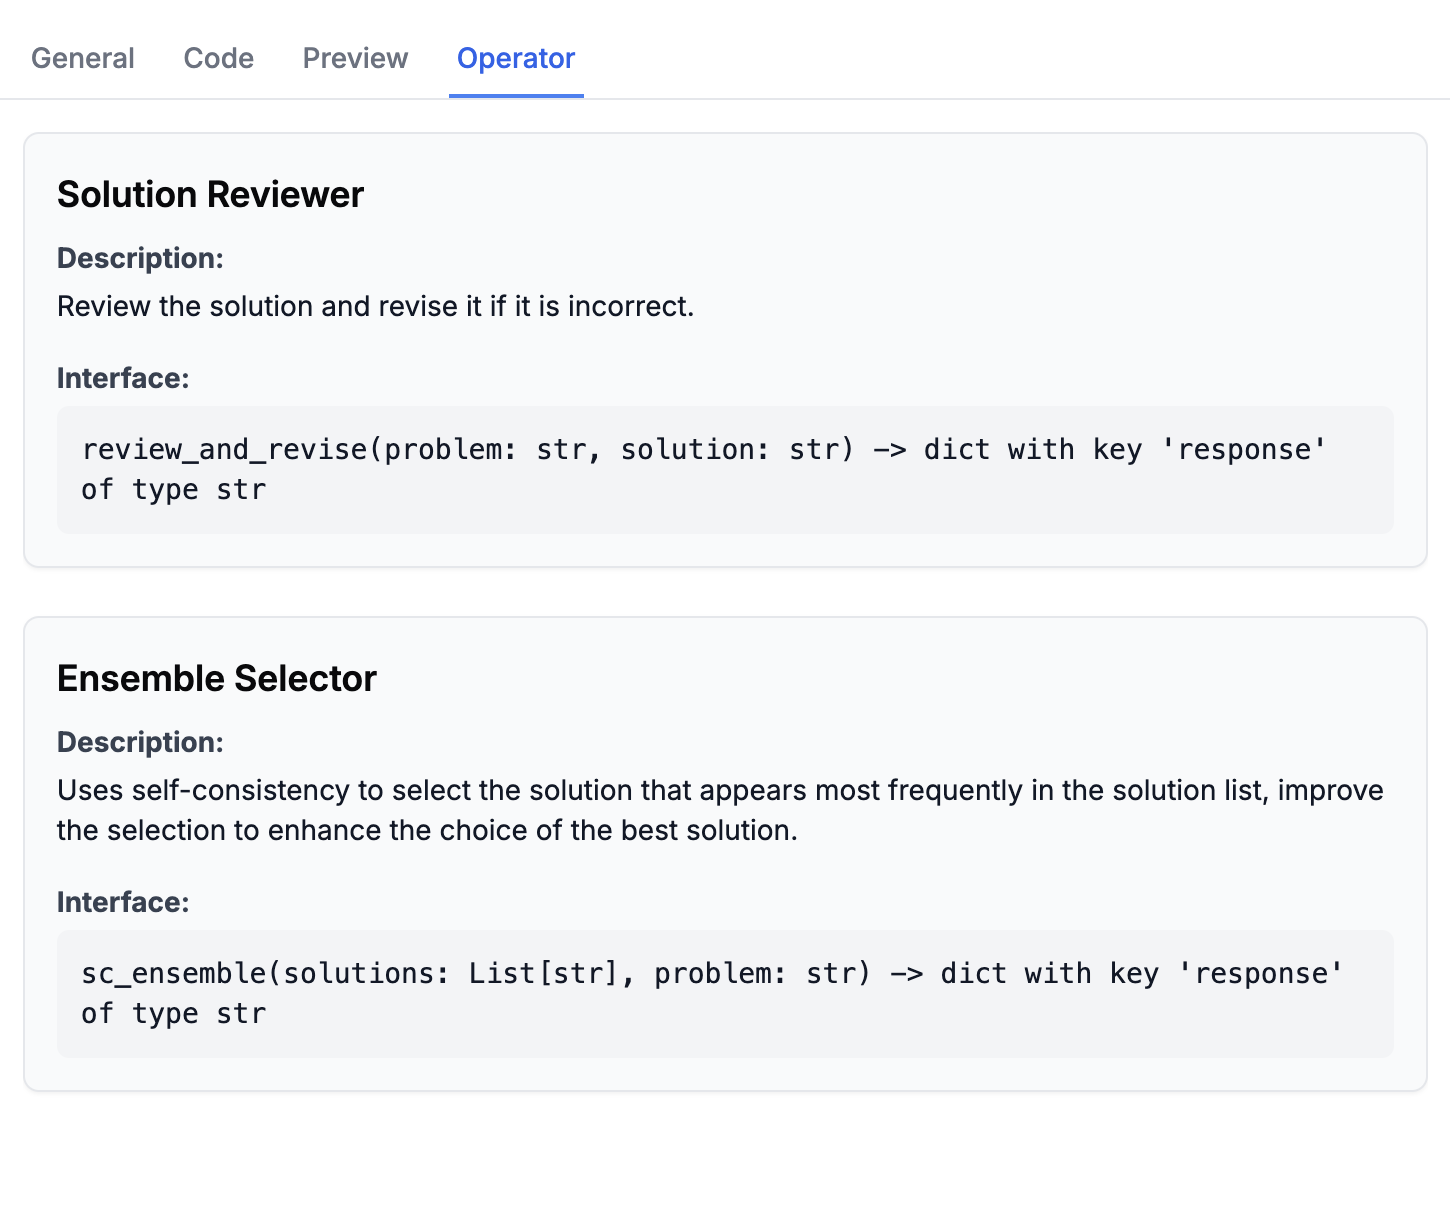 General Code Preview Operator
Solution Reviewer
Description:
Review the solution and revise it if it is incorrect.
Interface:
review_and_revise(problem: str, solution: str) -> dict with key 'response'
of type str
Ensemble Selector
Description:
Uses self-consistency to select the solution that appears most frequently in the solution list, improve
the selection to enhance the choice of the best solution.
Interface:
sc_ensemble(solutions: List[str], problem: str) -> dict with key 'response'
of type str